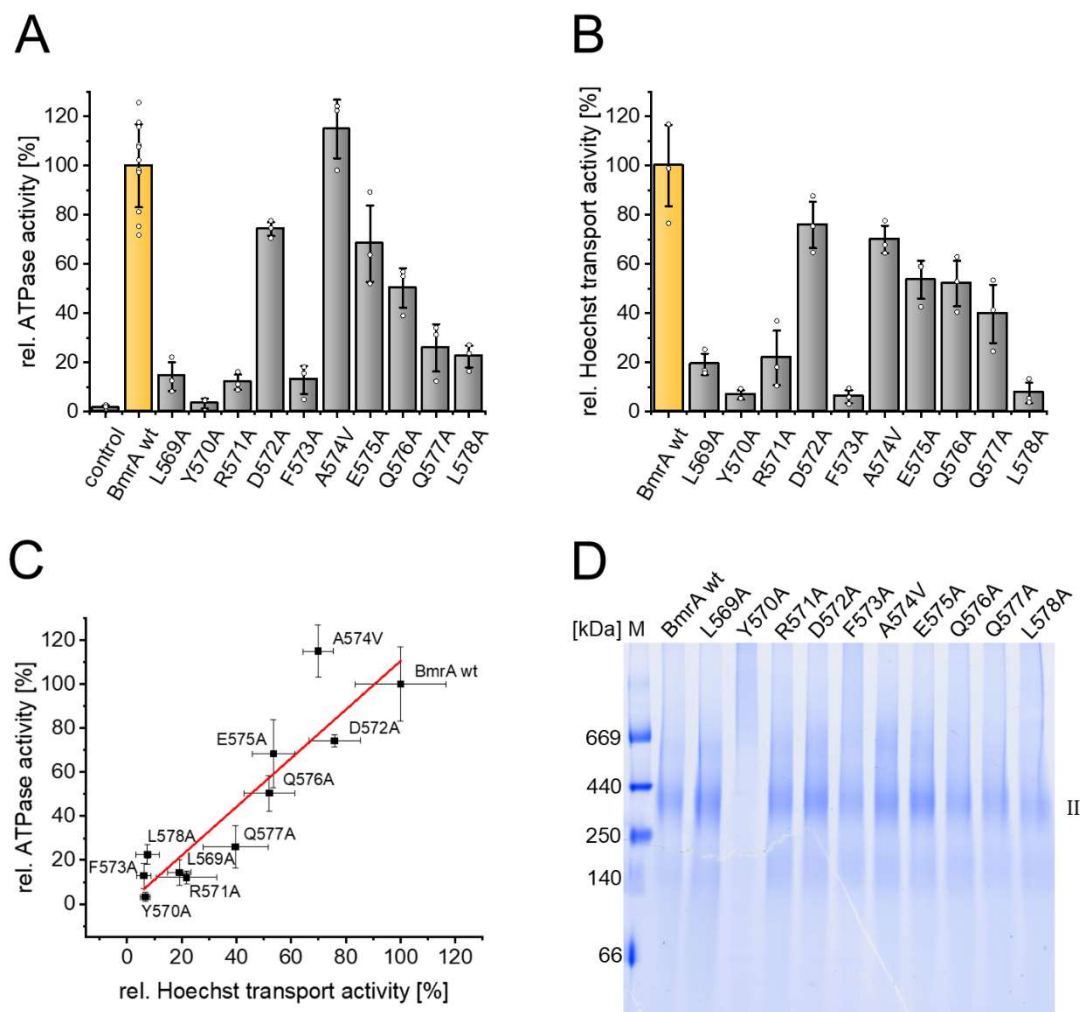 A
rel. ATPase activity [%]
120
100
80
60
40
20
0
control
BmrA wt
L569A
Y570A
R571A
D572A
F573A
A574V
E575A
Q576A
Q577A
L578A
B
rel. Hoechst transport activity [%]
120
100
80
60
40
20
0
BmrA wt
L569A
Y570A
R571A
D572A
F573A
A574V
E575A
Q576A
Q577A
L578A
C
rel. ATPase activity [%]
120
100
80
60
40
20
0
A574V
BmrA wt
D572A
E575A
Q576A
Q577A
L578A
L569A
F573A
R571A
Y570A
0 20 40 60 80 100 120
rel. Hoechst transport activity [%]
D
[kDa] M
BmrA wt
L569A
Y570A
R571A
D572A
F573A
A574V
E575A
Q576A
Q577A
L578A
669
440
250
140
66
II